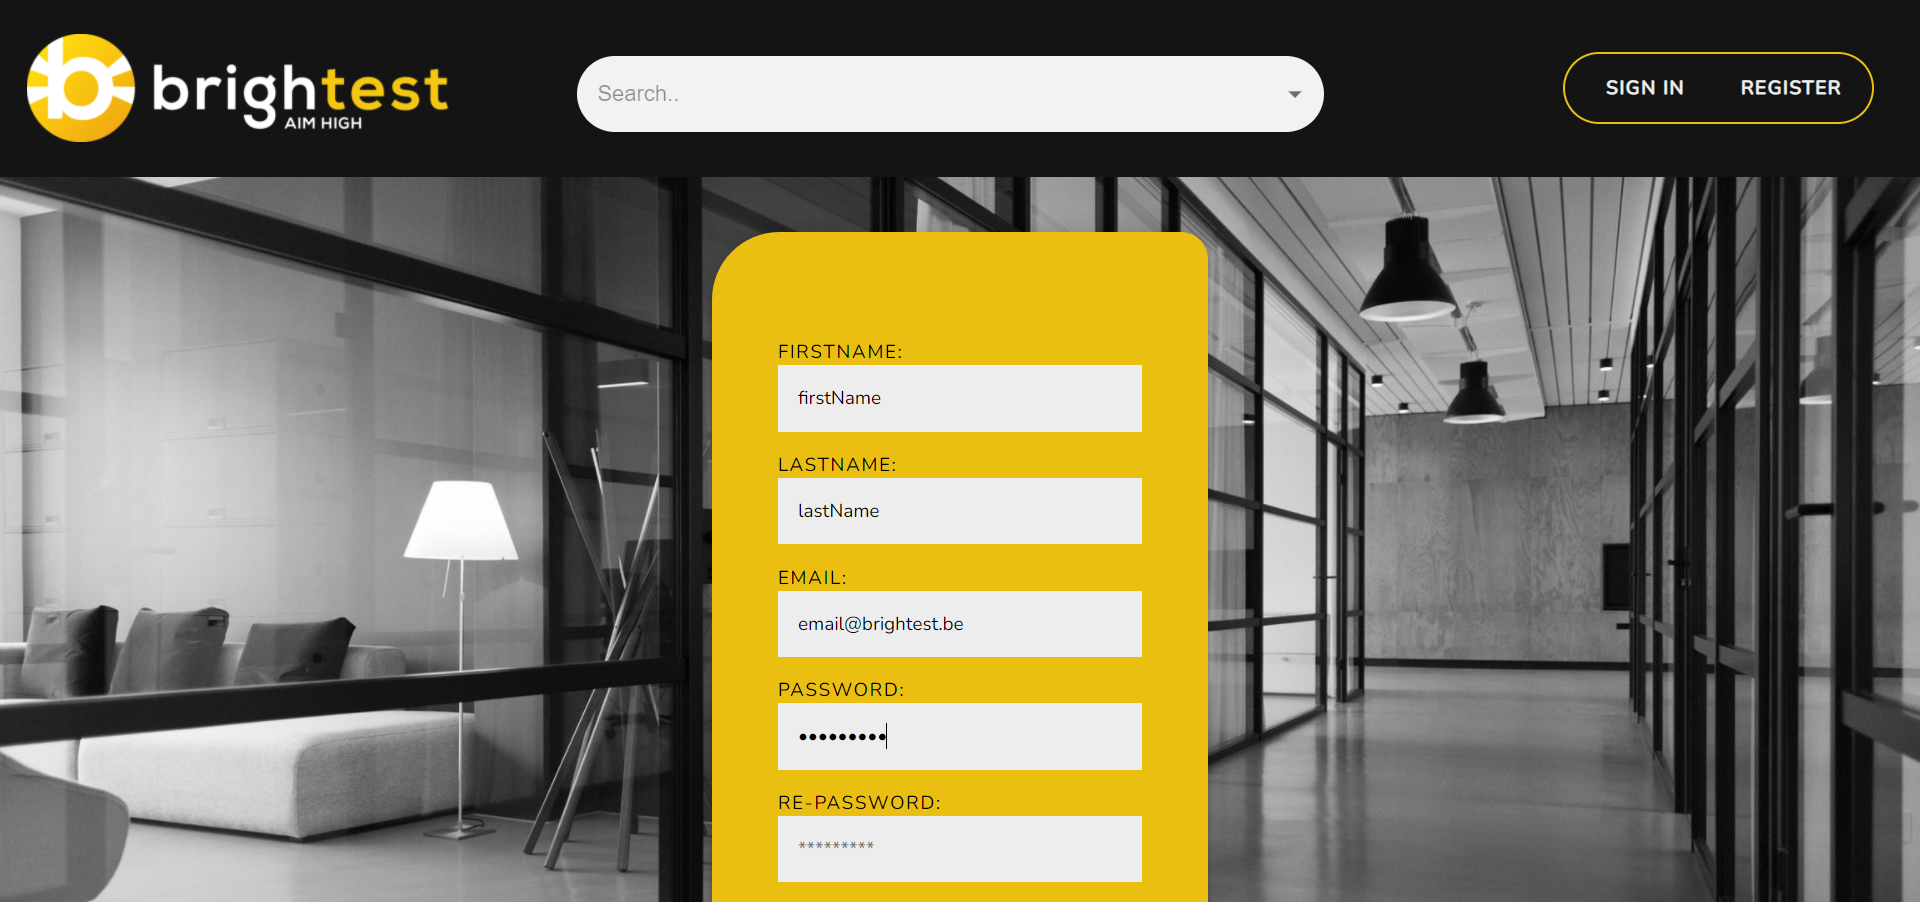 brightest
AIM HIGH
Search..
SIGN IN
REGISTER
FIRSTNAME:
firstName
LASTNAME:
lastName
EMAIL:
email@brightest.be
PASSWORD:
•••••••••
RE-PASSWORD:
*********